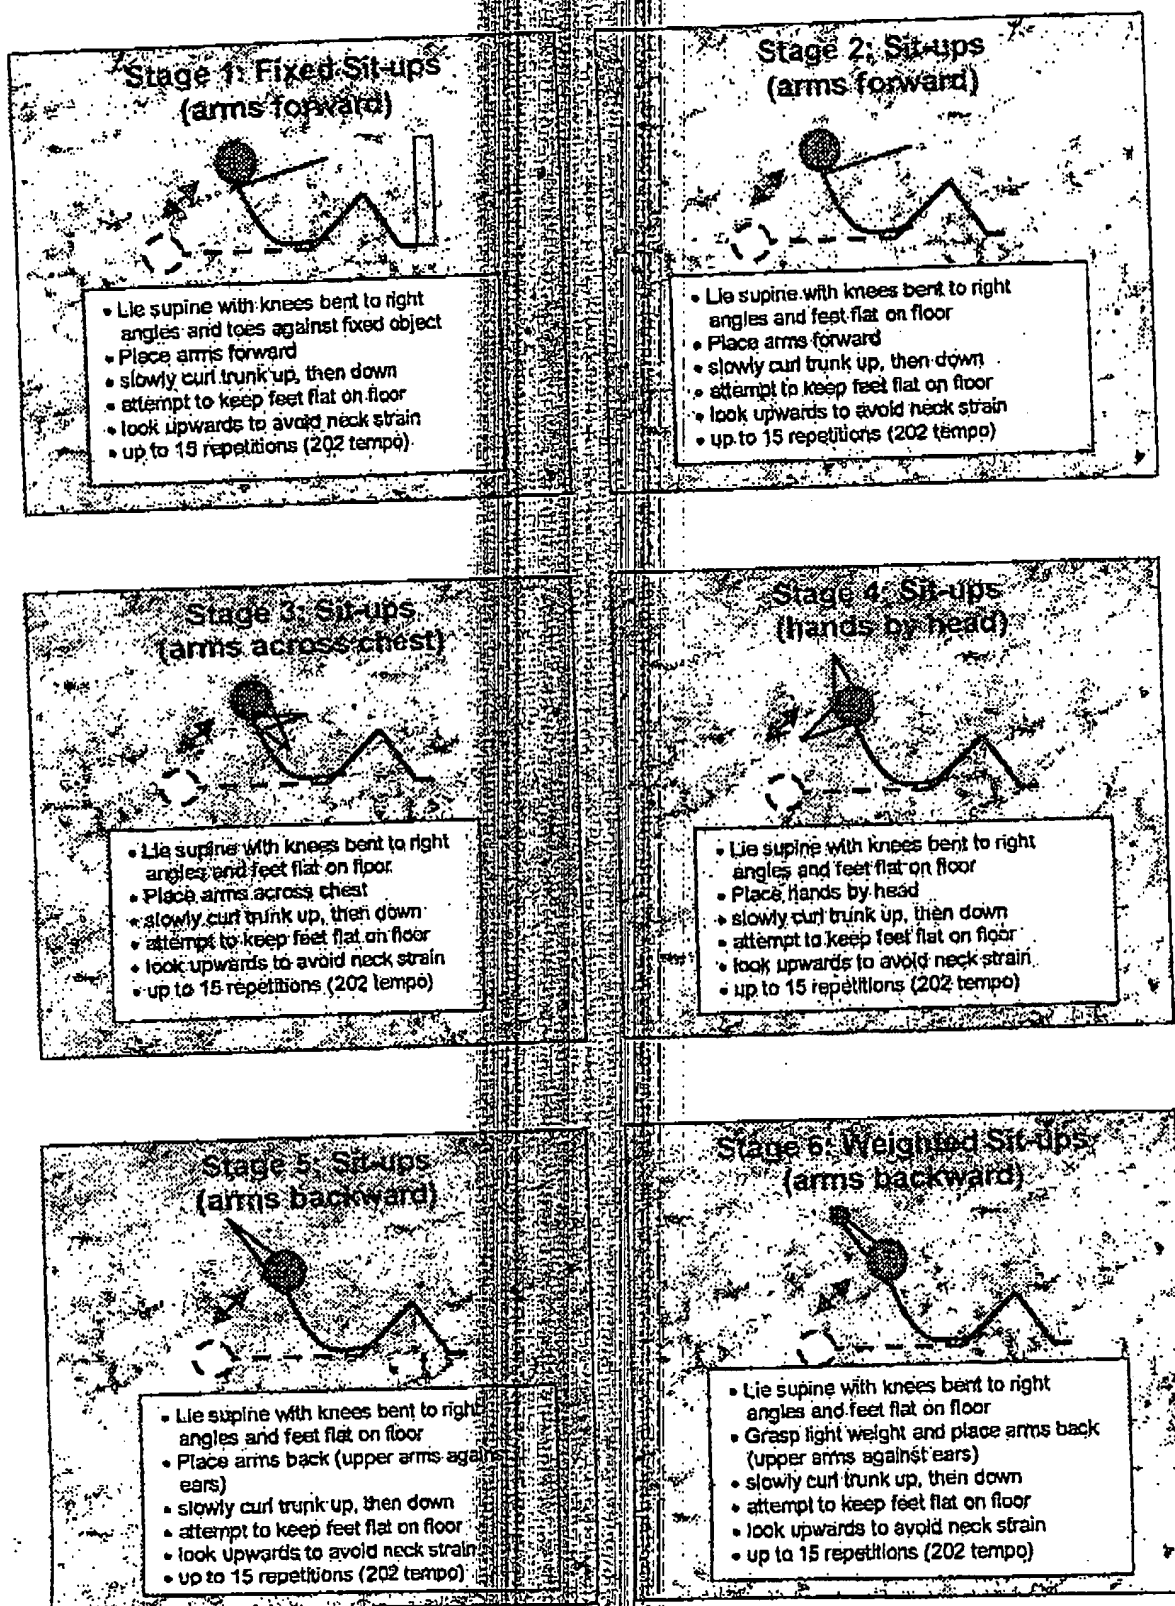 Stage 1: Fixed Sit-ups
(arms forward)
• Lie supine with knees bent to right
angles and toes against fixed object
• Place arms forward
• slowly curl trunk up, then down
• attempt to keep feet flat on floor
• look upwards to avoid neck strain
• up to 15 repetitions (202 tempo)
Stage 2: Sit-ups
(arms forward)
• Lie supine with knees bent to right
angles and feet flat on floor
• Place arms forward
• slowly curl trunk up, then down
• attempt to keep feet flat on floor
• look upwards to avoid neck strain
• up to 15 repetitions (202 tempo)
Stage 3: Sit-ups
(arms across chest)
• Lie supine with knees bent to right
angles and feet flat on floor
• Place arms across chest
• slowly curl trunk up, then down
• attempt to keep feet flat on floor
• look upwards to avoid neck strain
• up to 15 repetitions (202 tempo)
Stage 4: Sit-ups
(hands by head)
• Lie supine with knees bent to right
angles and feet flat on floor
• Place hands by head
• slowly curl trunk up, then down
• attempt to keep feet flat on floor
• look upwards to avoid neck strain
• up to 15 repetitions (202 tempo)
Stage 5: Sit-ups
(arms backward)
• Lie supine with knees bent to right
angles and feet flat on floor
• Place arms back (upper arms against
ears)
• slowly curl trunk up, then down
• attempt to keep feet flat on floor
• look upwards to avoid neck strain
• up to 15 repetitions (202 tempo)
Stage 6: Weighted Sit-ups
(arms backward)
• Lie supine with knees bent to right
angles and feet flat on floor
• Grasp light weight and place arms back
(upper arms against ears)
• slowly curl trunk up, then down
• attempt to keep feet flat on floor
• look upwards to avoid neck strain
• up to 15 repetitions (202 tempo)